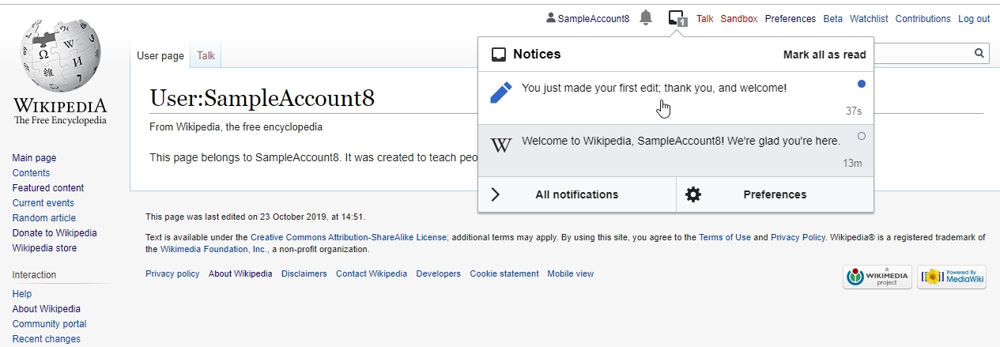 SampleAccount8 1 Talk Sandbox Preferences Beta Watchlist Contributions Log out
Notices Mark all as read
You just made your first edit; thank you, and welcome!
37s
Welcome to Wikipedia, SampleAccount8! We're glad you're here.
13m
All notifications Preferences
User page Talk
User:SampleAccount8
From Wikipedia, the free encyclopedia
This page belongs to SampleAccount8. It was created to teach
This page was last edited on 23 October 2019, at 14:51.
Text is available under the Creative Commons Attribution-ShareAlike License; additional terms may apply. By using this site, you agree to the Terms of Use and Privacy Policy. Wikipedia® is a registered trademark of
the Wikimedia Foundation, Inc., a non-profit organization.
Privacy policy About Wikipedia Disclaimers Contact Wikipedia Developers Cookie statement Mobile view
A WIKIMEDIA project
Powered By MediaWiki
Ω W И 維
WIKIPEDIA
The Free Encyclopedia
Main page
Contents
Featured content
Current events
Random article
Donate to Wikipedia
Wikipedia store
Interaction
Help
About Wikipedia
Community portal
Recent changes